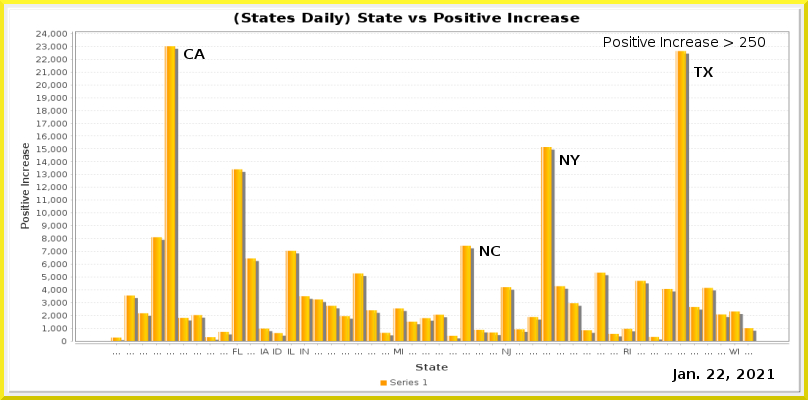 (States Daily) State vs Positive Increase
Positive Increase > 250
24,000
23,000
22,000
21,000
20,000
19,000
18,000
17,000
16,000
15,000
14,000
13,000
12,000
11,000
10,000
9,000
8,000
7,000
6,000
5,000
4,000
3,000
2,000
1,000
0
Positive Increase
CA
TX
NY
NC
... ... ... ... ... ... ... ... ... FL ... IA ID IL IN ... ... ... ... ... ... MI ... ... ... ... ... ... ... NJ ... ... ... ... ... ... ... ... RI ... ... ... ... ... ... ... WI ...
State
Series 1
Jan. 22, 2021